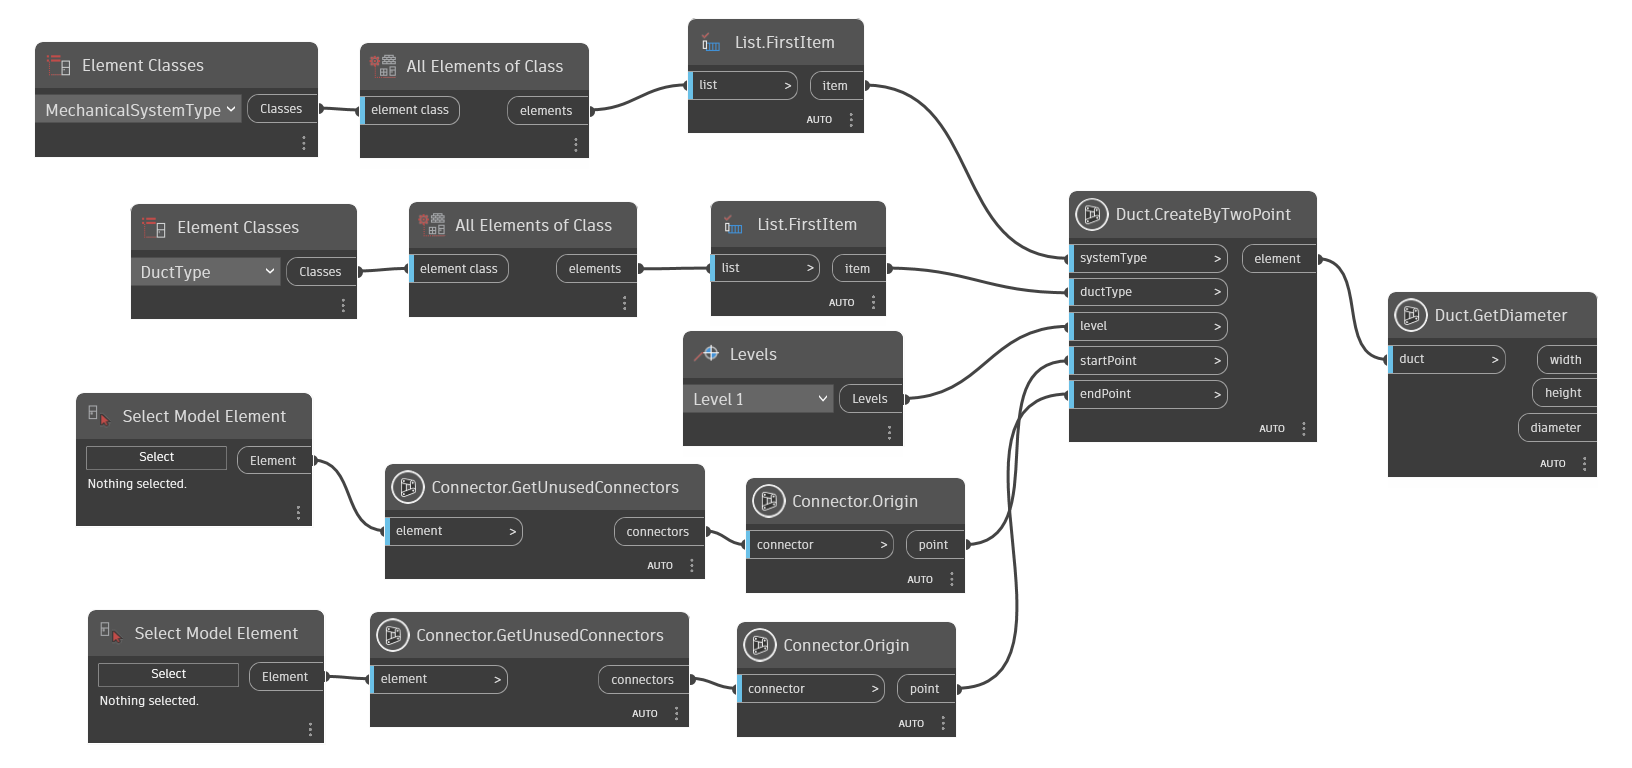 Element Classes
MechanicalSystemType
Classes
All Elements of Class
element class
elements
List.FirstItem
list
>
item
AUTO
Element Classes
DuctType
Classes
All Elements of Class
element class
elements
List.FirstItem
list
>
item
AUTO
Levels
Level 1
Levels
Select Model Element
Select
Element
Nothing selected.
Connector.GetUnusedConnectors
element
>
connectors
AUTO
Connector.Origin
connector
>
point
AUTO
Select Model Element
Select
Element
Nothing selected.
Connector.GetUnusedConnectors
element
>
connectors
AUTO
Connector.Origin
connector
>
point
AUTO
Duct.CreateByTwoPoint
systemType
>
element
ductType
>
level
>
startPoint
>
endPoint
>
AUTO
Duct.GetDiameter
duct
>
width
height
diameter
AUTO